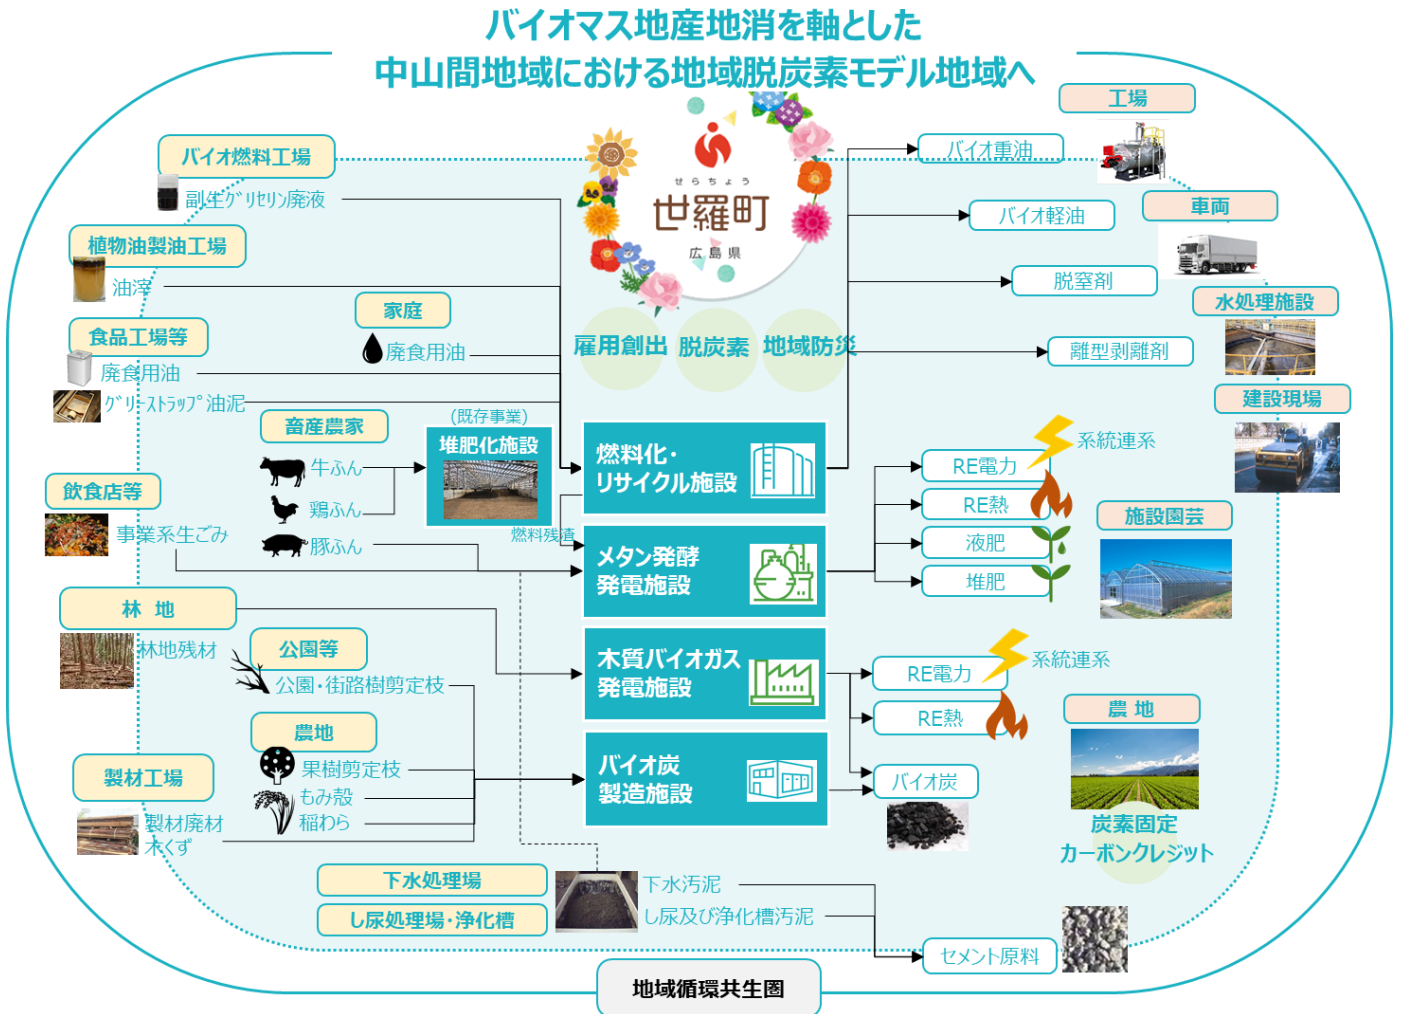 バイオマス地産地消を軸とした
中山間地域における地域脱炭素モデル地域へ
工場
バイオ燃料工場
副生グリセリン廃液
植物油製油工場
油滓
食品工場等
廃食用油
グリーストラップ油泥
家庭
廃食用油
せらちょう
世羅町
広島県
雇用創出
脱炭素
地域防災
バイオ重油
バイオ軽油
脱窒剤
離型剥離剤
車両
水処理施設
建設現場
畜産農家
牛ふん
鶏ふん
豚ふん
(既存事業)
堆肥化施設
燃料残渣
飲食店等
事業系生ごみ
燃料化・
リサイクル施設
メタン発酵
発電施設
木質バイオガス
発電施設
バイオ炭
製造施設
RE電力
系統連系
RE熱
液肥
堆肥
施設園芸
林 地
林地残材
公園等
公園・街路樹剪定枝
農地
果樹剪定枝
もみ殻
稲わら
製材工場
製材廃材
木くず
RE電力
系統連系
RE熱
バイオ炭
農 地
炭素固定
カーボンクレジット
下水処理場
し尿処理場・浄化槽
下水汚泥
し尿及び浄化槽汚泥
セメント原料
地域循環共生圏